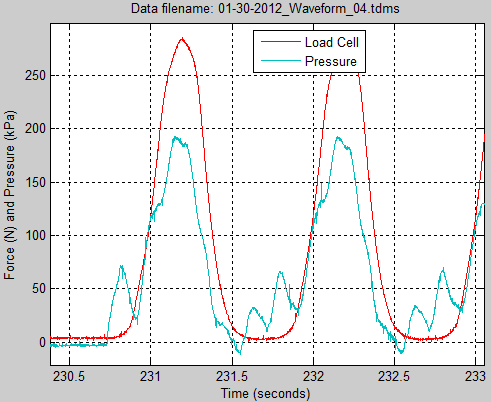 Data filename: 01-30-2012_Waveform_04.tdms
Load Cell
Pressure
250
200
150
100
50
0
Force (N) and Pressure (kPa)
230.5 231 231.5 232 232.5 233
Time (seconds)